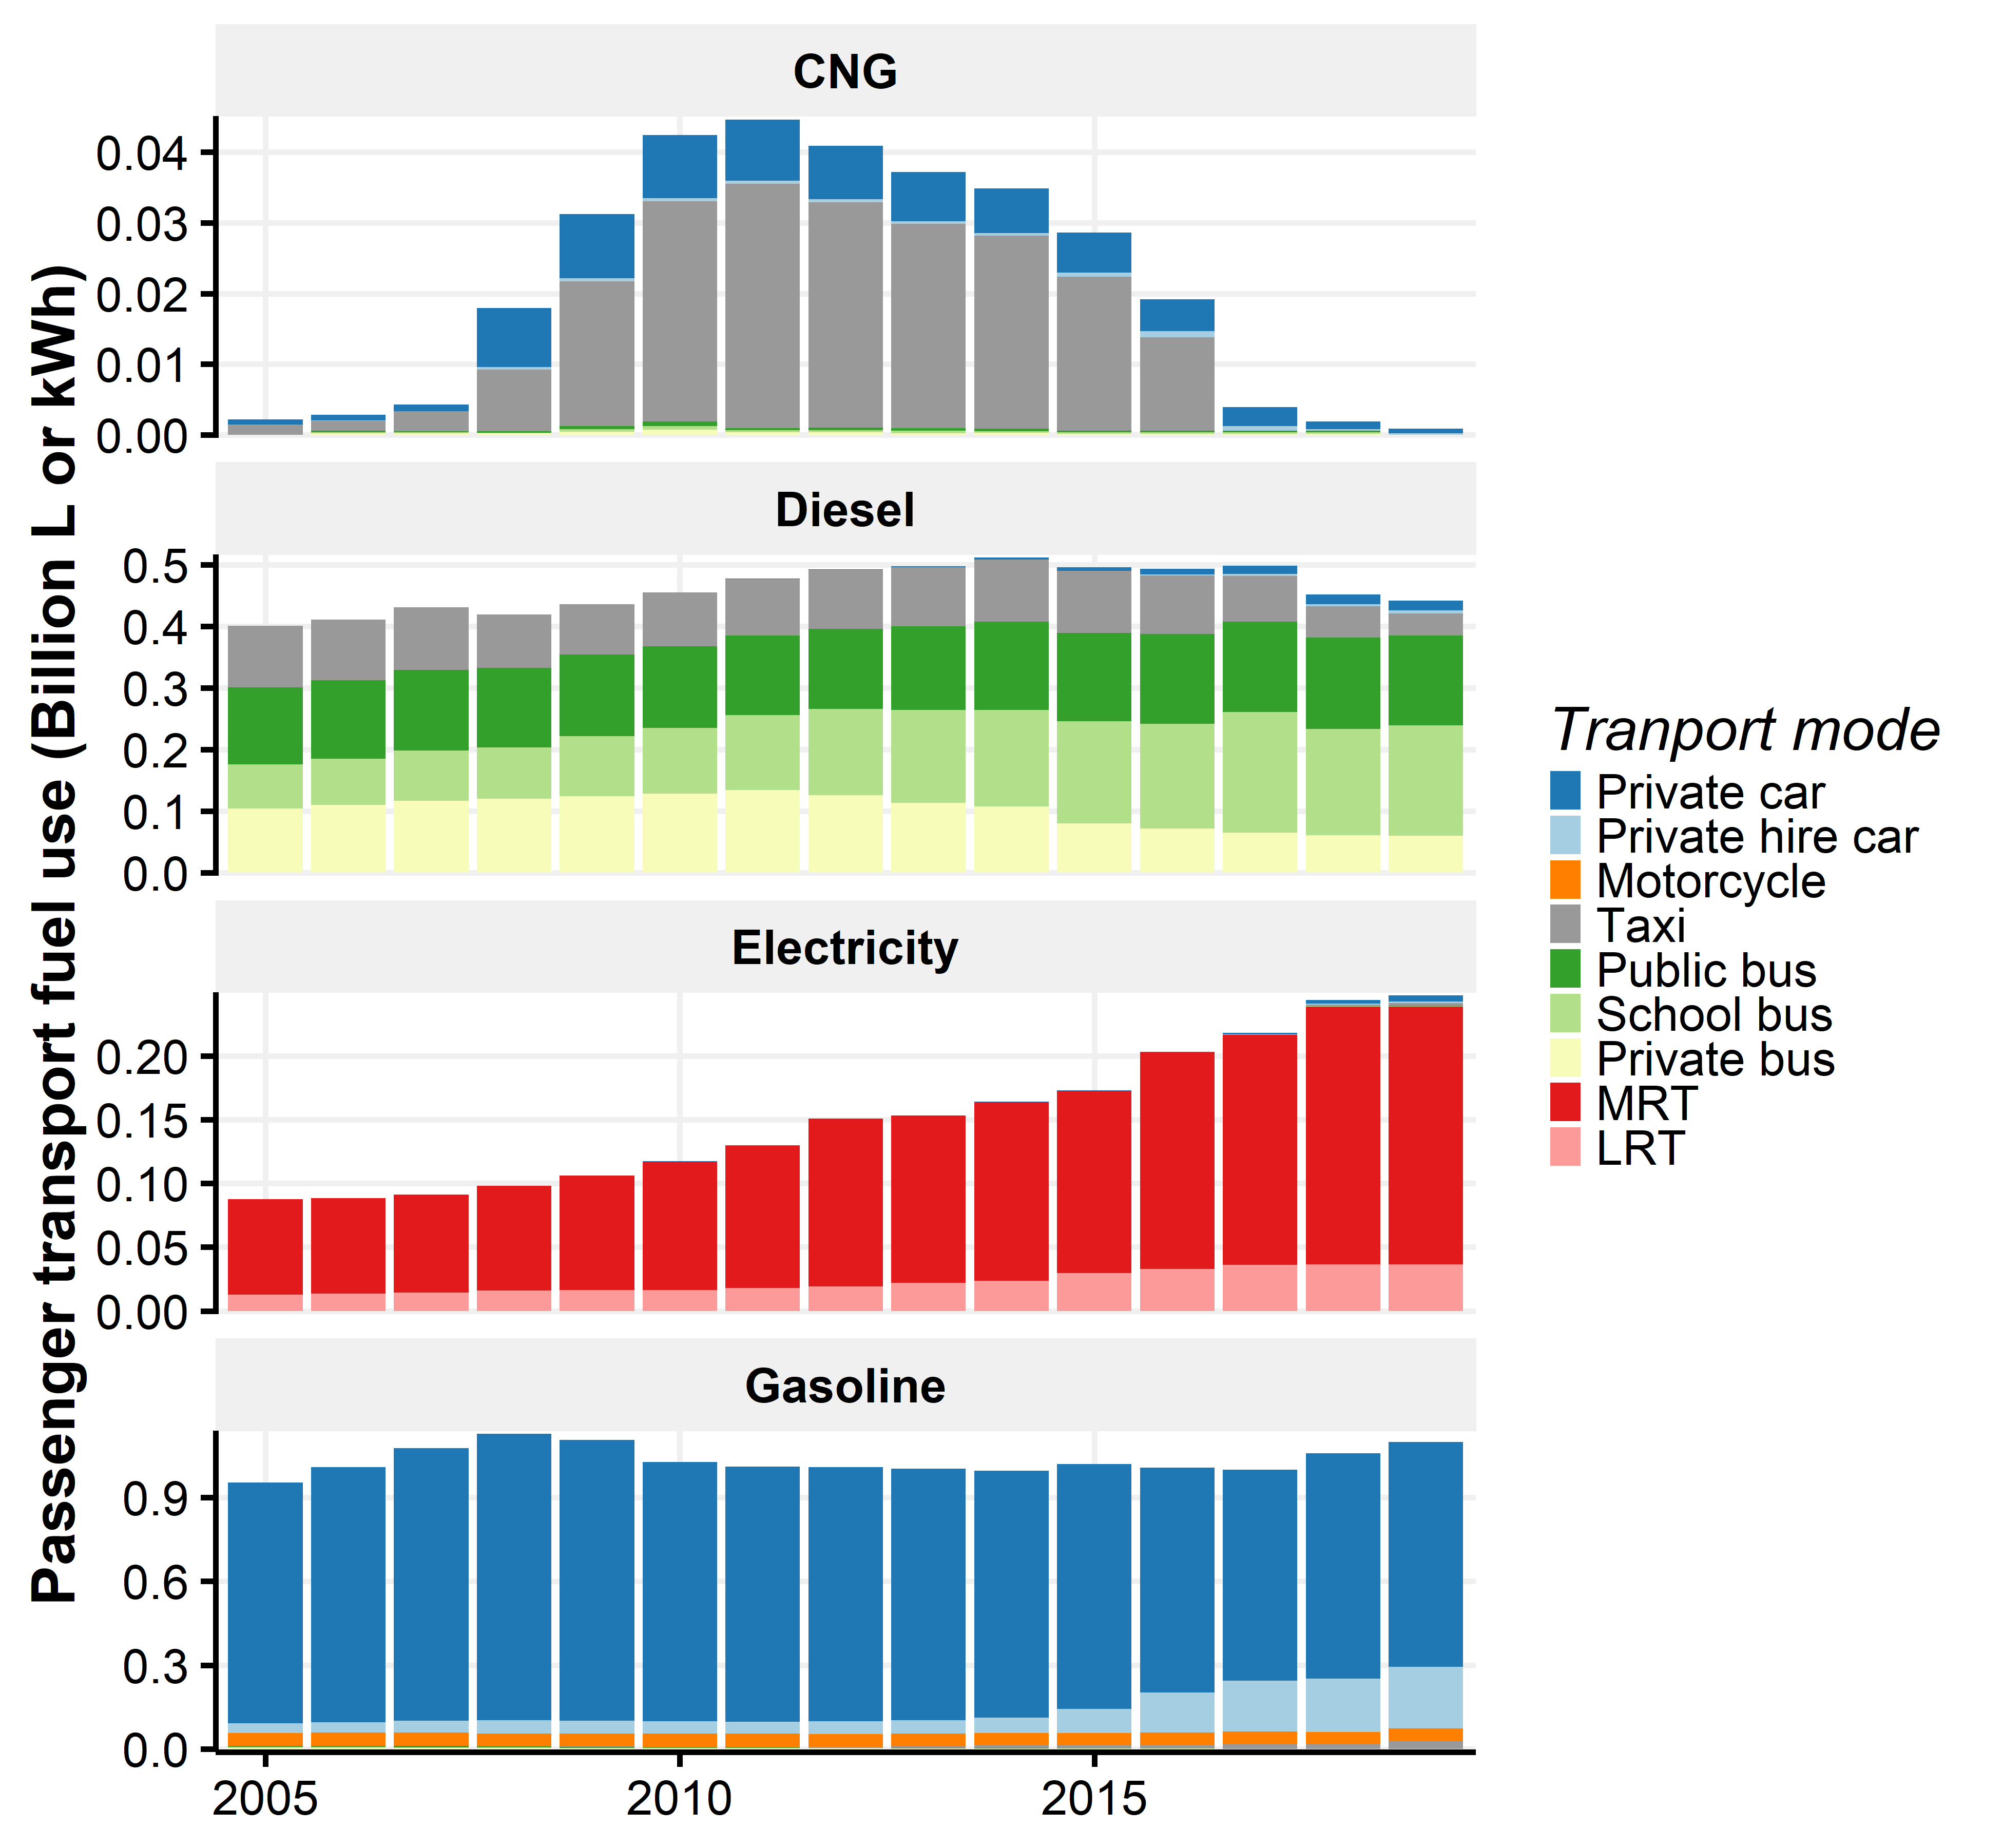 Passenger transport fuel use (Billion L or kWh)
CNG
0.04
0.03
0.02
0.01
0.00
Diesel
0.5
0.4
0.3
0.2
0.1
0.0
Electricity
0.20
0.15
0.10
0.05
0.00
Gasoline
0.9
0.6
0.3
0.0
2005 2010 2015
Tranport mode
Private car
Private hire car
Motorcycle
Taxi
Public bus
School bus
Private bus
MRT
LRT